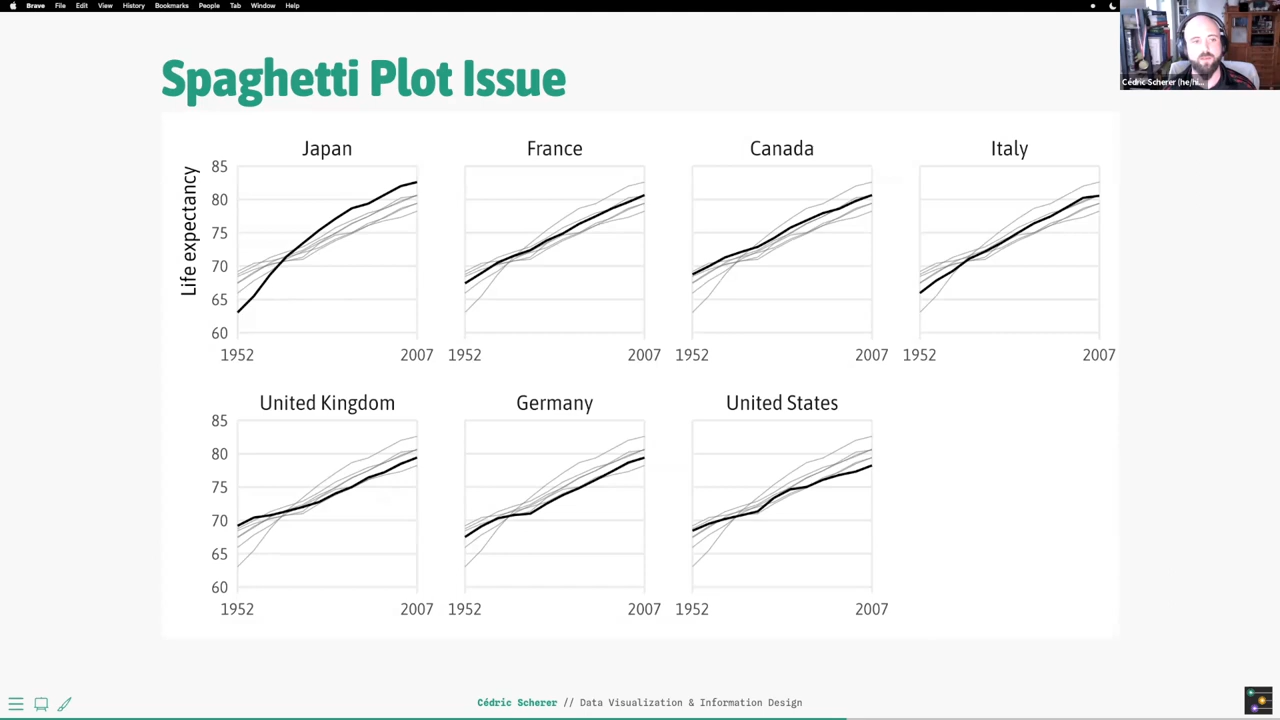 Brave File Edit View History Bookmarks People Tab Window Help
Cédric Scherer (he/hi...
Spaghetti Plot Issue
Japan France Canada Italy
Life expectancy
85
80
75
70
65
60
1952 2007 1952 2007 1952 2007 1952 2007
United Kingdom Germany United States
85
80
75
70
65
60
1952 2007 1952 2007 1952 2007
Cédric Scherer // Data Visualization & Information Design